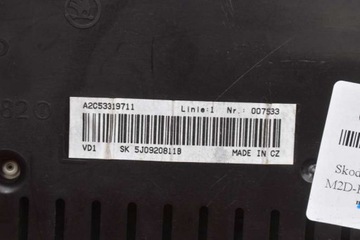 A2C53319711 Linie:1 Nr.: 007533
VD1 SK 5J0920811B MADE IN CZ
Skod
M2D-